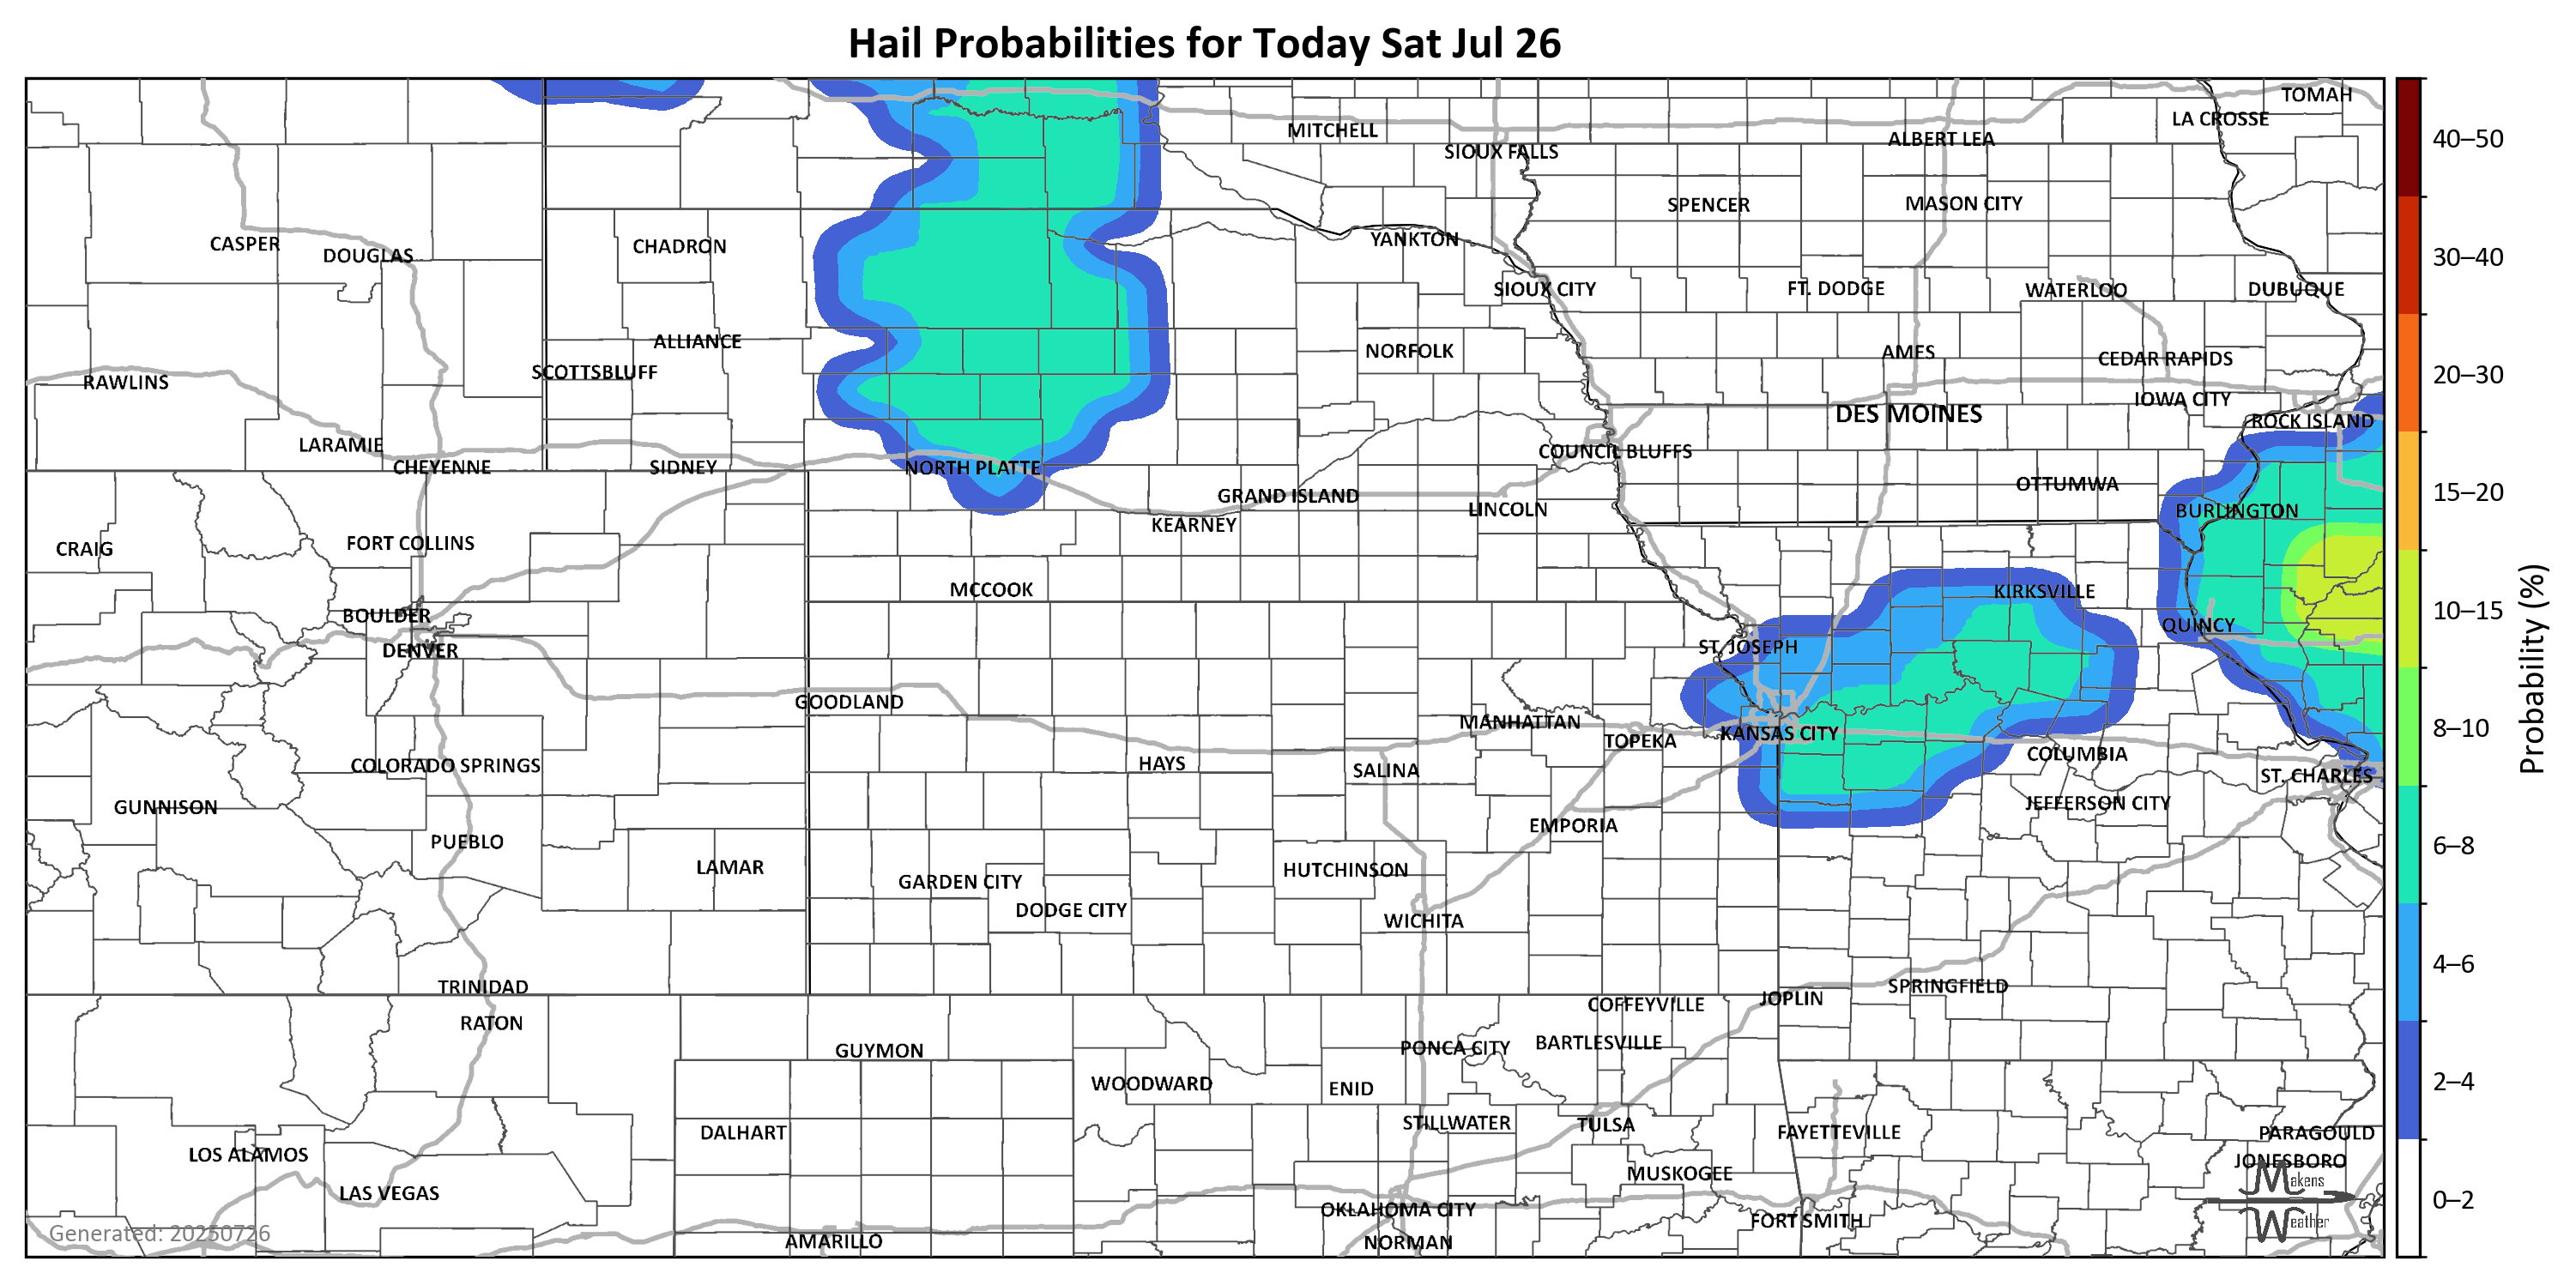 Hail Probabilities for Today Sat Jul 26
TOMAH
LA CROSSE
MITCHELL
ALBERT LEA
SIOUX FALLS
SPENCER
MASON CITY
CASPER
DOUGLAS
CHADRON
YANKTON
SIOUX CITY
FT. DODGE
WATERLOO
DUBUQUE
ALLIANCE
NORFOLK
AMES
CEDAR RAPIDS
SCOTTSBLUFF
RAWLINS
IOWA CITY
DES MOINES
ROCK ISLAND
LARAMIE
COUNCIL BLUFFS
CHEYENNE
SIDNEY
NORTH PLATTE
OTTUMWA
GRAND ISLAND
LINCOLN
BURLINGTON
KEARNEY
CRAIG
FORT COLLINS
MCCOOK
KIRKSVILLE
BOULDER
QUINCY
DENVER
ST. JOSEPH
GOODLAND
MANHATTAN
TOPEKA
KANSAS CITY
COLUMBIA
COLORADO SPRINGS
HAYS
SALINA
ST. CHARLES
GUNNISON
JEFFERSON CITY
EMPORIA
PUEBLO
LAMAR
HUTCHINSON
GARDEN CITY
DODGE CITY
WICHITA
TRINIDAD
SPRINGFIELD
JOPLIN
COFFEYVILLE
RATON
GUYMON
PONCA CITY
BARTLESVILLE
WOODWARD
ENID
STILLWATER
TULSA
DALHART
FAYETTEVILLE
PARAGOULD
LOS ALAMOS
JONESBORO
MUSKOGEE
LAS VEGAS
OKLAHOMA CITY
FORT SMITH
AMARILLO
NORMAN
Generated: 20250726
Makens
Weather
40–50
30–40
20–30
15–20
10–15
8–10
6–8
4–6
2–4
0–2
Probability (%)